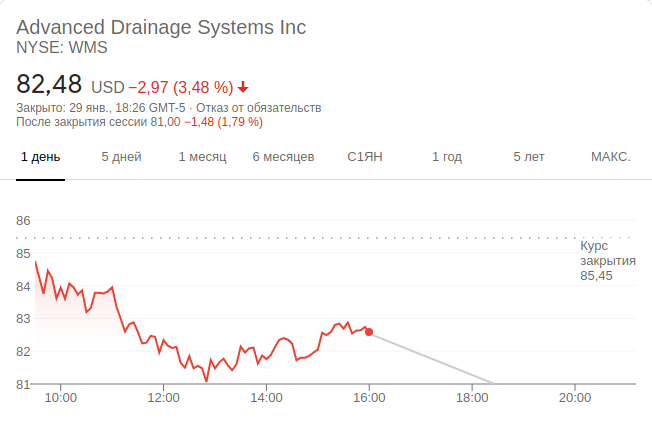 Advanced Drainage Systems Inc
NYSE: WMS
82,48 USD −2,97 (3,48 %)
Закрыто: 29 янв., 18:26 GMT-5 · Отказ от обязательств
После закрытия сессии 81,00 −1,48 (1,79 %)
1 день 5 дней 1 месяц 6 месяцев С1ЯН 1 год 5 лет МАКС.
86
85
84
83
82
81
Курс
закрытия
85,45
10:00 12:00 14:00 16:00 18:00 20:00